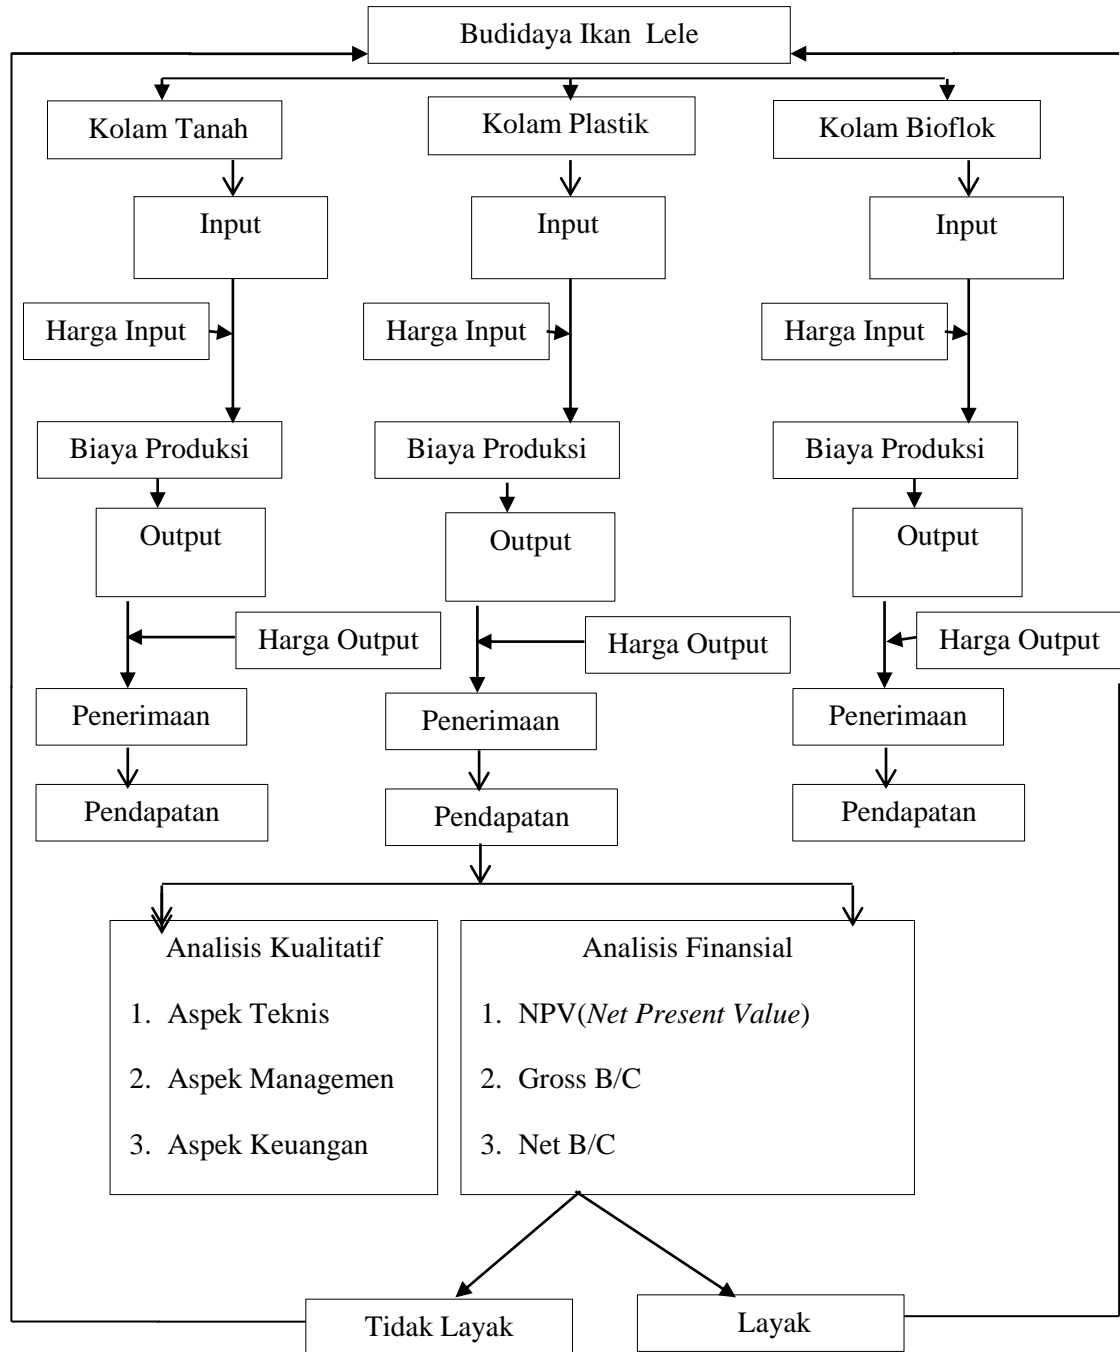 Budidaya Ikan Lele
Kolam Tanah
Kolam Plastik
Kolam Bioflok
Input
Input
Input
Harga Input
Harga Input
Harga Input
Biaya Produksi
Biaya Produksi
Biaya Produksi
Output
Output
Output
Harga Output
Harga Output
Harga Output
Penerimaan
Penerimaan
Penerimaan
Pendapatan
Pendapatan
Pendapatan
Analisis Kualitatif
1. Aspek Teknis
2. Aspek Managemen
3. Aspek Keuangan
Analisis Finansial
1. NPV(Net Present Value)
2. Gross B/C
3. Net B/C
Tidak Layak
Layak